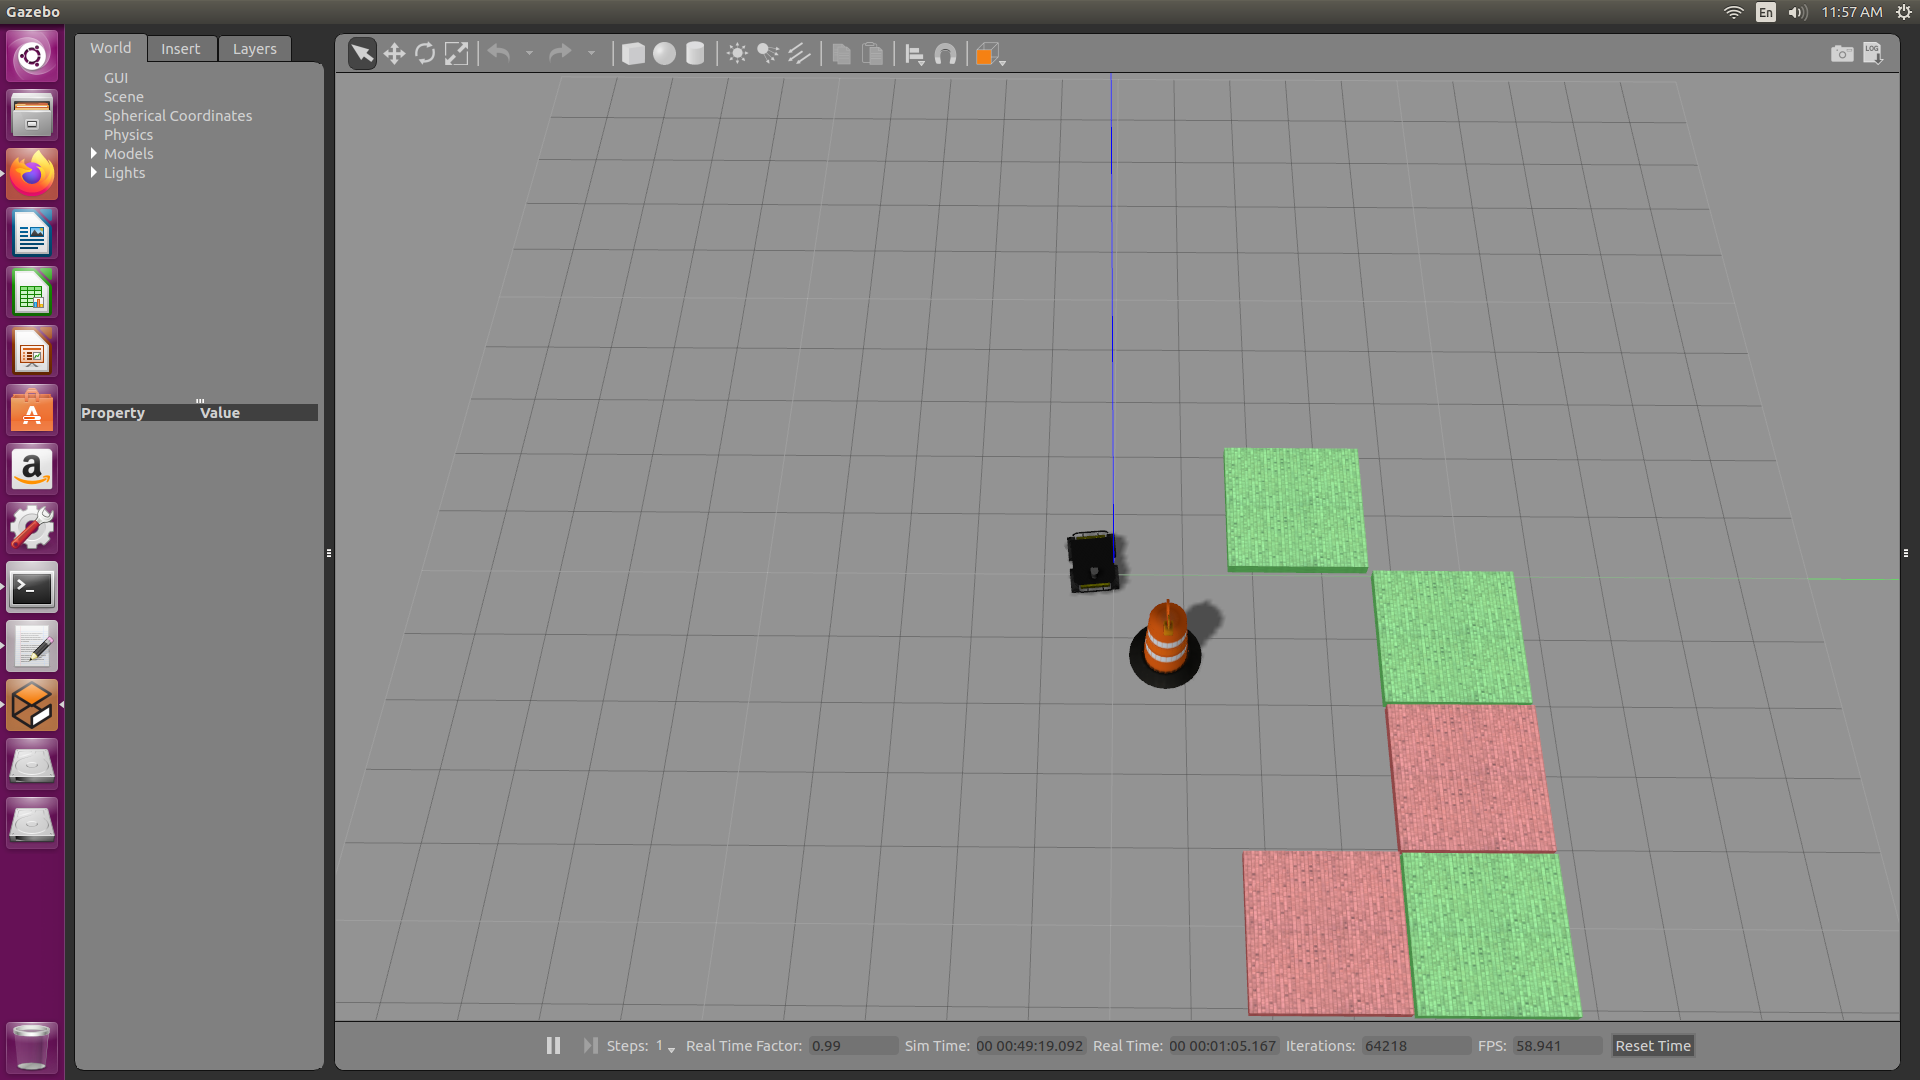 Gazebo
En
11:57 AM
World Insert Layers
GUI
Scene
Spherical Coordinates
Physics
Models
Lights
Property Value
LOG
Steps: 1 Real Time Factor: 0.99 Sim Time: 00 00:49:19.092 Real Time: 00 00:01:05.167 Iterations: 64218 FPS: 58.941 Reset Time